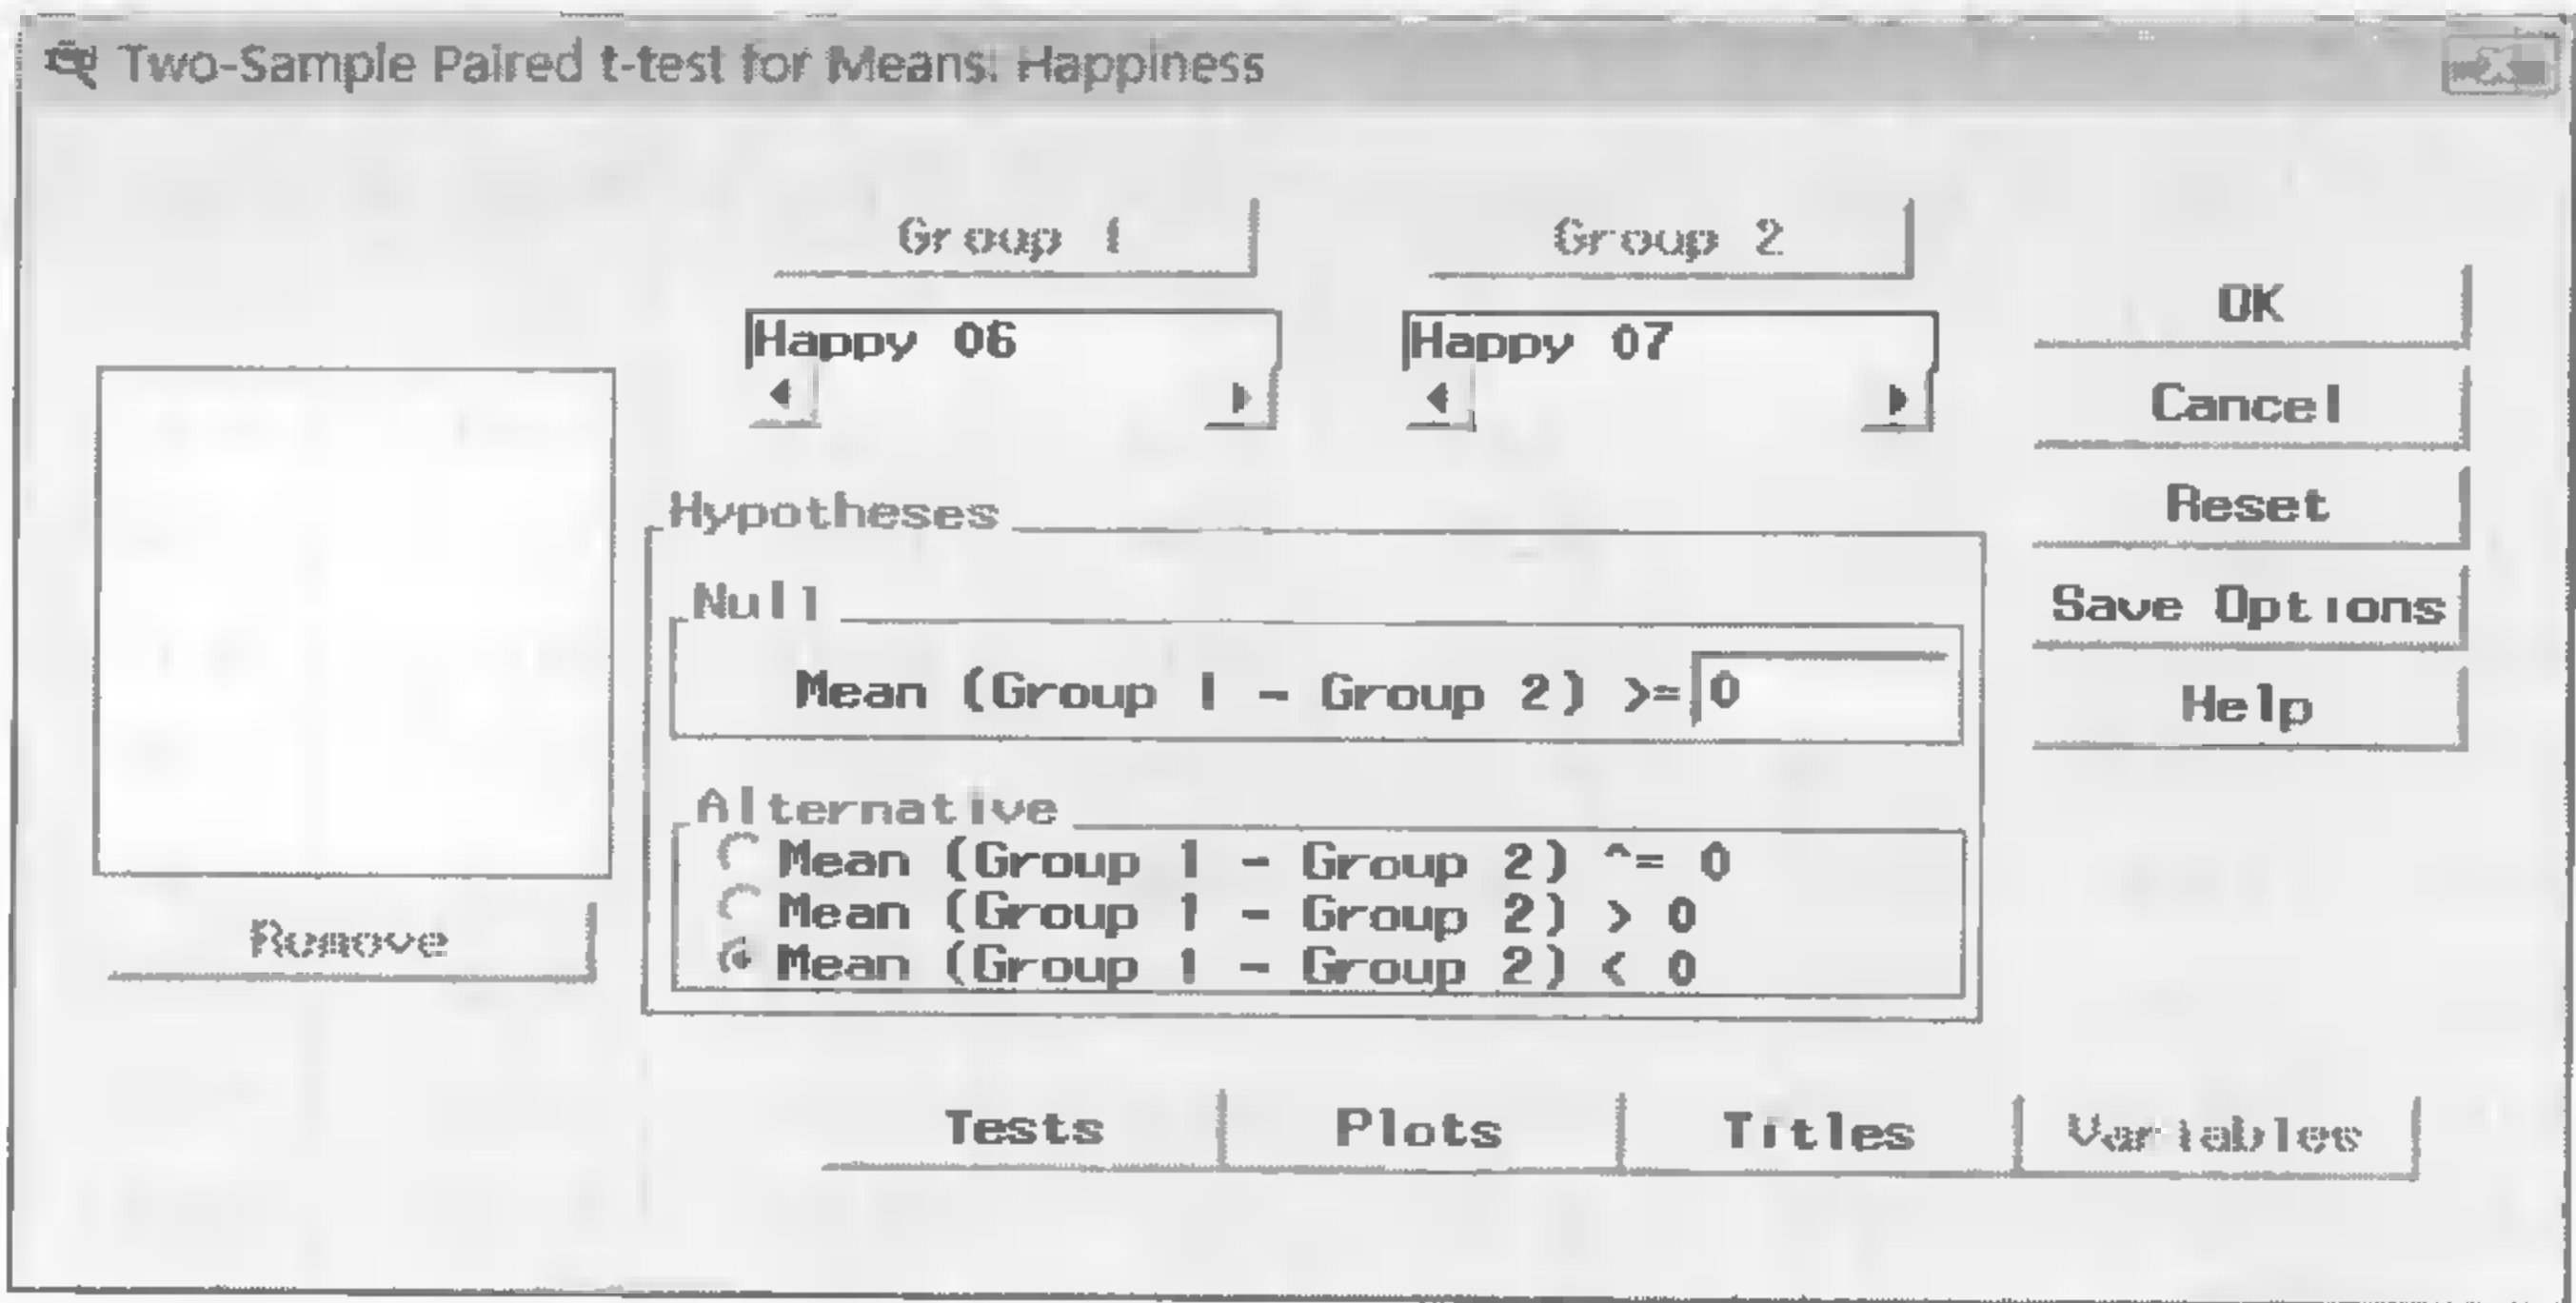 Two-Sample Paired t-test for Means: Happiness
Group 1
Group 2
Happy 06
Happy 07
OK
Cancel
Reset
Save Options
Help
Hypotheses
Null
Mean (Group 1 - Group 2) >= 0
Alternative
Mean (Group 1 - Group 2) ^= 0
Mean (Group 1 - Group 2) > 0
Mean (Group 1 - Group 2) < 0
Remove
Tests
Plots
Titles
Variables